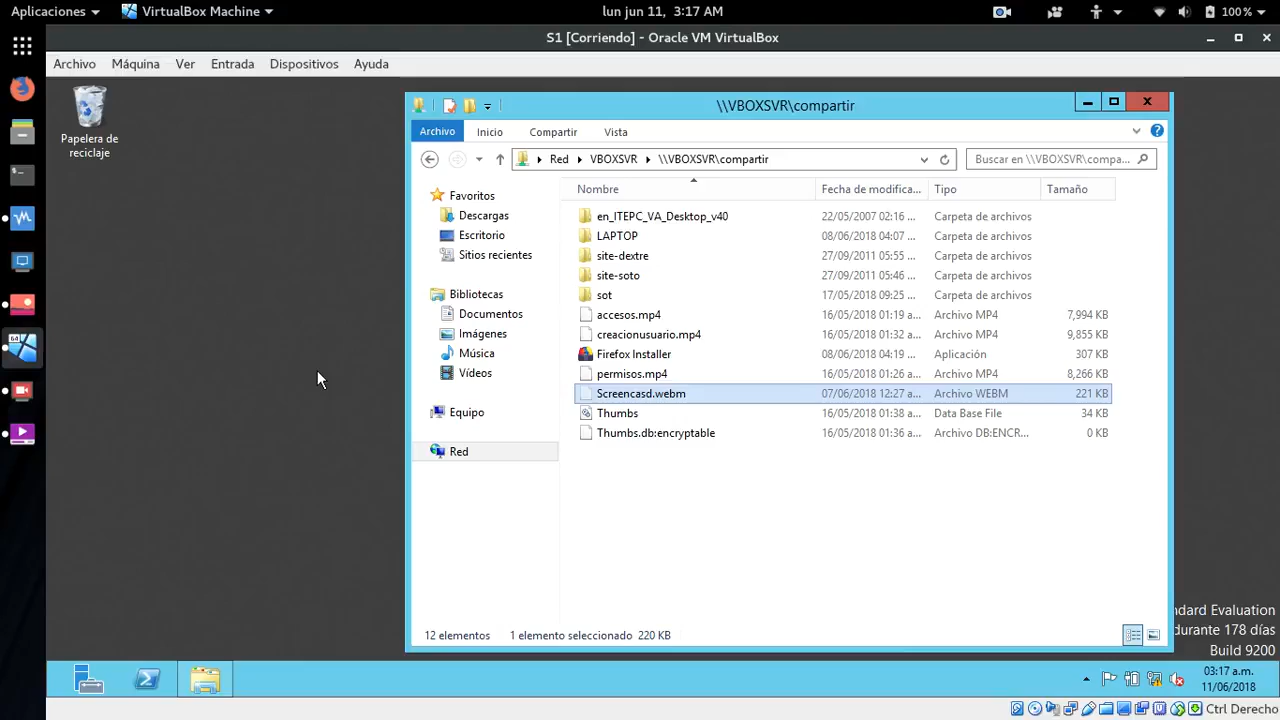 Aplicaciones
VirtualBox Machine
lun jun 11, 3:17 AM
100%
S1 [Corriendo] - Oracle VM VirtualBox
Archivo Máquina Ver Entrada Dispositivos Ayuda
Papelera de
reciclaje
\\VBOXSVR\compartir
Archivo Inicio Compartir Vista
Red VBOXSVR \\VBOXSVR\compartir
Buscar en \\VBOXSVR\compa...
Favoritos
Descargas
Escritorio
Sitios recientes
Bibliotecas
Documentos
Imágenes
Música
Vídeos
Equipo
Red
Nombre Fecha de modifica... Tipo Tamaño
en_ITEPC_VA_Desktop_v40 22/05/2007 02:16 ... Carpeta de archivos
LAPTOP 08/06/2018 04:07 ... Carpeta de archivos
site-dextre 27/09/2011 05:55 ... Carpeta de archivos
site-soto 27/09/2011 05:46 ... Carpeta de archivos
sot 17/05/2018 09:25 ... Carpeta de archivos
accesos.mp4 16/05/2018 01:19 a... Archivo MP4 7,994 KB
creacionusuario.mp4 16/05/2018 01:32 a... Archivo MP4 9,855 KB
Firefox Installer 08/06/2018 04:19 ... Aplicación 307 KB
permisos.mp4 16/05/2018 01:26 a... Archivo MP4 8,266 KB
Screencasd.webm 07/06/2018 12:27 a... Archivo WEBM 221 KB
Thumbs 16/05/2018 01:38 a... Data Base File 34 KB
Thumbs.db:encryptable 16/05/2018 01:36 a... Archivo DB:ENCR... 0 KB
12 elementos 1 elemento seleccionado 220 KB
ndard Evaluation
durante 178 días
Build 9200
03:17 a.m.
11/06/2018
Ctrl Derecho